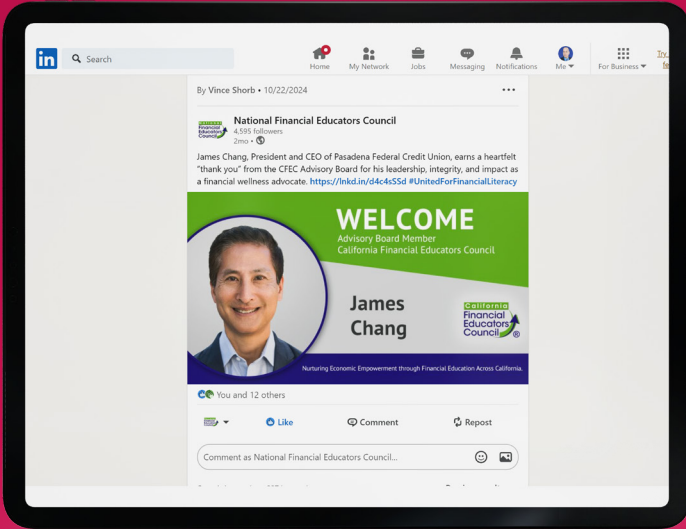 in
Search
Home
My Network
Jobs
Messaging
Notifications
Me
For Business
Try
By Vince Shorb • 10/22/2024
National Financial Educators Council
4,595 followers
2mo •
James Chang, President and CEO of Pasadena Federal Credit Union, earns a heartfelt
"thank you" from the CFEC Advisory Board for his leadership, integrity, and impact as
a financial wellness advocate. https://lnkd.in/d4c4sSSd #UnitedForFinancialLiteracy
WELCOME
Advisory Board Member
California Financial Educators Council
James
Chang
California
Financial
Educators
Council®
Nurturing Economic Empowerment through Financial Education Across California.
You and 12 others
Like
Comment
Repost
Comment as National Financial Educators Council...